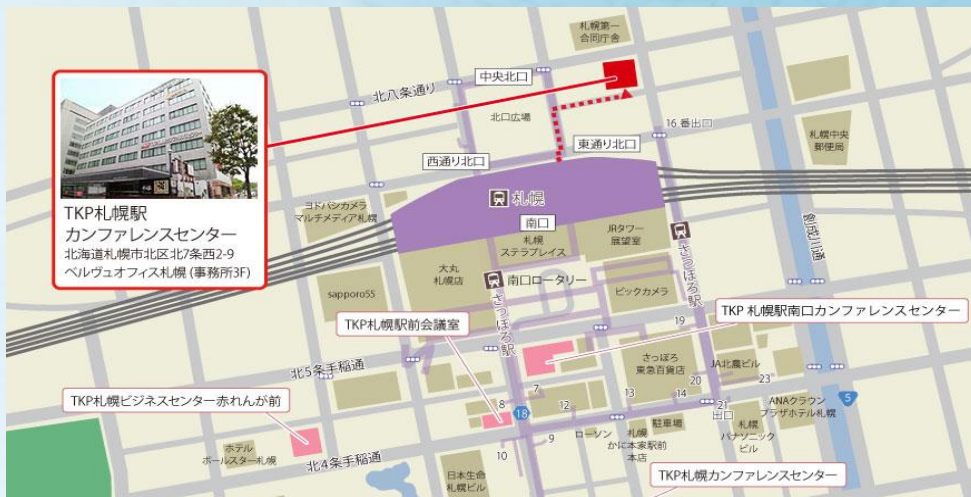 札幌第一
合同庁舎
中央北口
北八条通り
北口広場
16 番出口
東通り北口
西通り北口
札幌中央
郵便局
TKP札幌駅
カンファレンスセンター
北海道札幌市北区北7条西2-9
ベルヴュオフィス札幌 (事務所3F)
札幌
ヨドバシカメラ
マルチメディア札幌
南口
札幌
ステラプレイス
JRタワー
展望室
創成川通
大丸
札幌店
南口ロータリー
さっぽろ駅
さっぽろ駅
sapporo55
ビックカメラ
TKP札幌駅前会議室
TKP 札幌駅南口カンファレンスセンター
19
北5条手稲通
さっぽろ
東急百貨店
JA北農ビル
TKP札幌ビジネスセンター赤れんが前
7
8
18
12
13
14
20
23
5
21
出口
ANAクラウン
プラザホテル札幌
9
10
ローソン
札幌
かに本家駅前
本店
駐車場
札幌
パナソニック
ビル
ホテル
ポールスター札幌
北4条手稲通
日本生命
札幌ビル
TKP札幌カンファレンスセンター